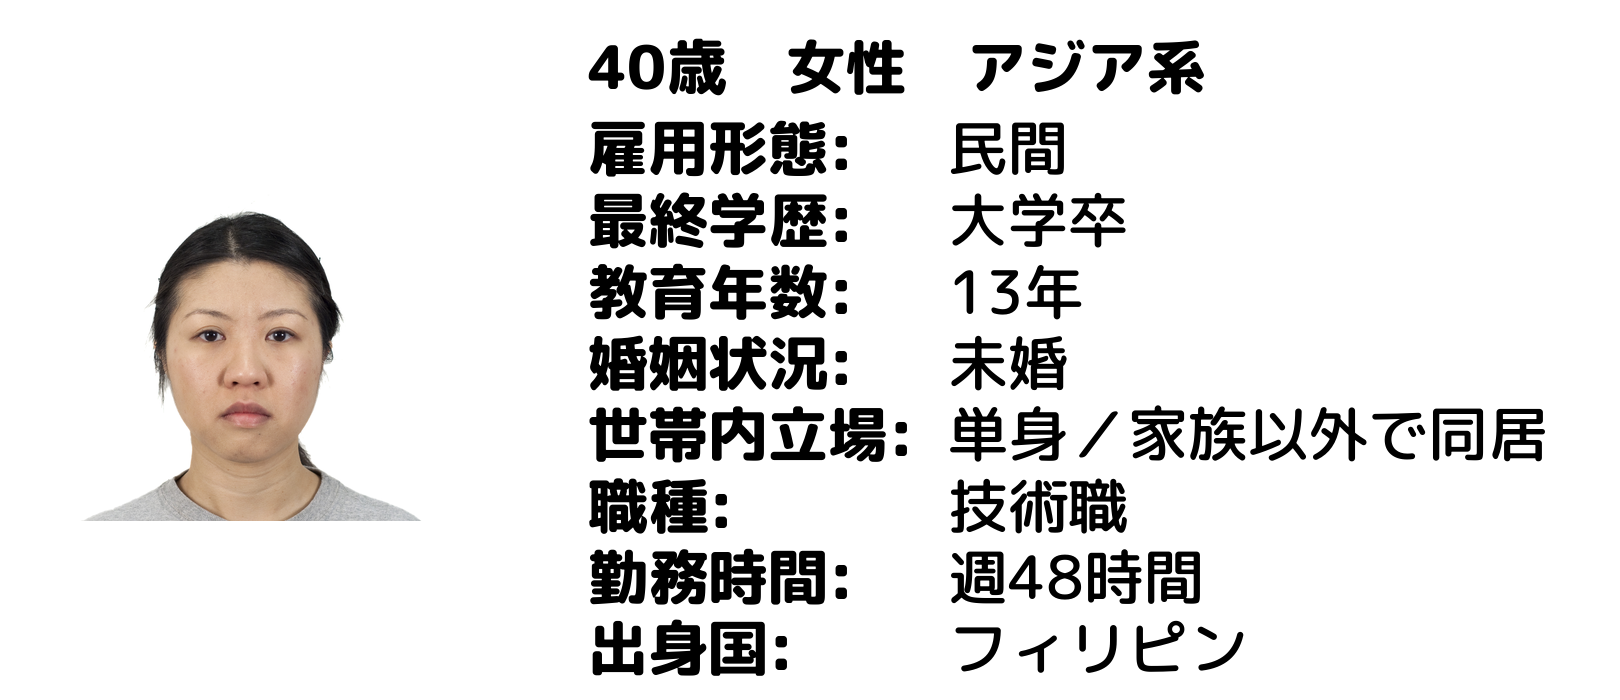 40歳　女性　アジア系
雇用形態:　民間
最終学歴:　大学卒
教育年数:　13年
婚姻状況:　未婚
世帯内立場:　単身／家族以外で同居
職種:　技術職
勤務時間:　週48時間
出身国:　フィリピン